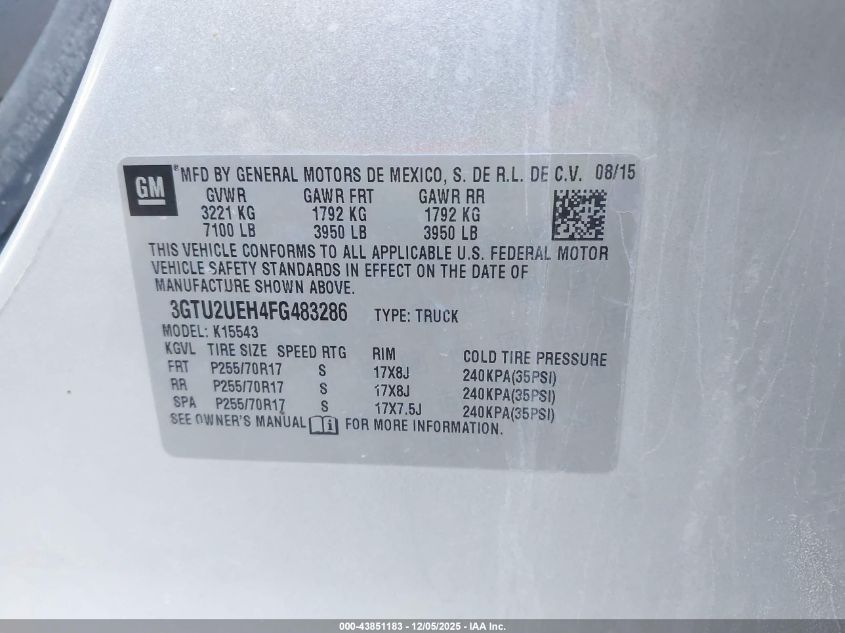 GM ® MFD BY GENERAL MOTORS DE MEXICO, S. DE R.L. DE C.V. 08/15
GVWR GAWR FRT GAWR RR
3221 KG 1792 KG 1792 KG
7100 LB 3950 LB 3950 LB
THIS VEHICLE CONFORMS TO ALL APPLICABLE U.S. FEDERAL MOTOR
VEHICLE SAFETY STANDARDS IN EFFECT ON THE DATE OF
MANUFACTURE SHOWN ABOVE.
3GTU2UEH4FG483286 TYPE: TRUCK
MODEL: K15543
KGVL TIRE SIZE SPEED RTG RIM COLD TIRE PRESSURE
FRT P255/70R17 S 17X8J 240KPA(35PSI)
RR P255/70R17 S 17X8J 240KPA(35PSI)
SPA P255/70R17 S 17X7.5J 240KPA(35PSI)
SEE OWNER'S MANUAL FOR MORE INFORMATION.
000-43851183 - 12/05/2025 - IAA Inc.